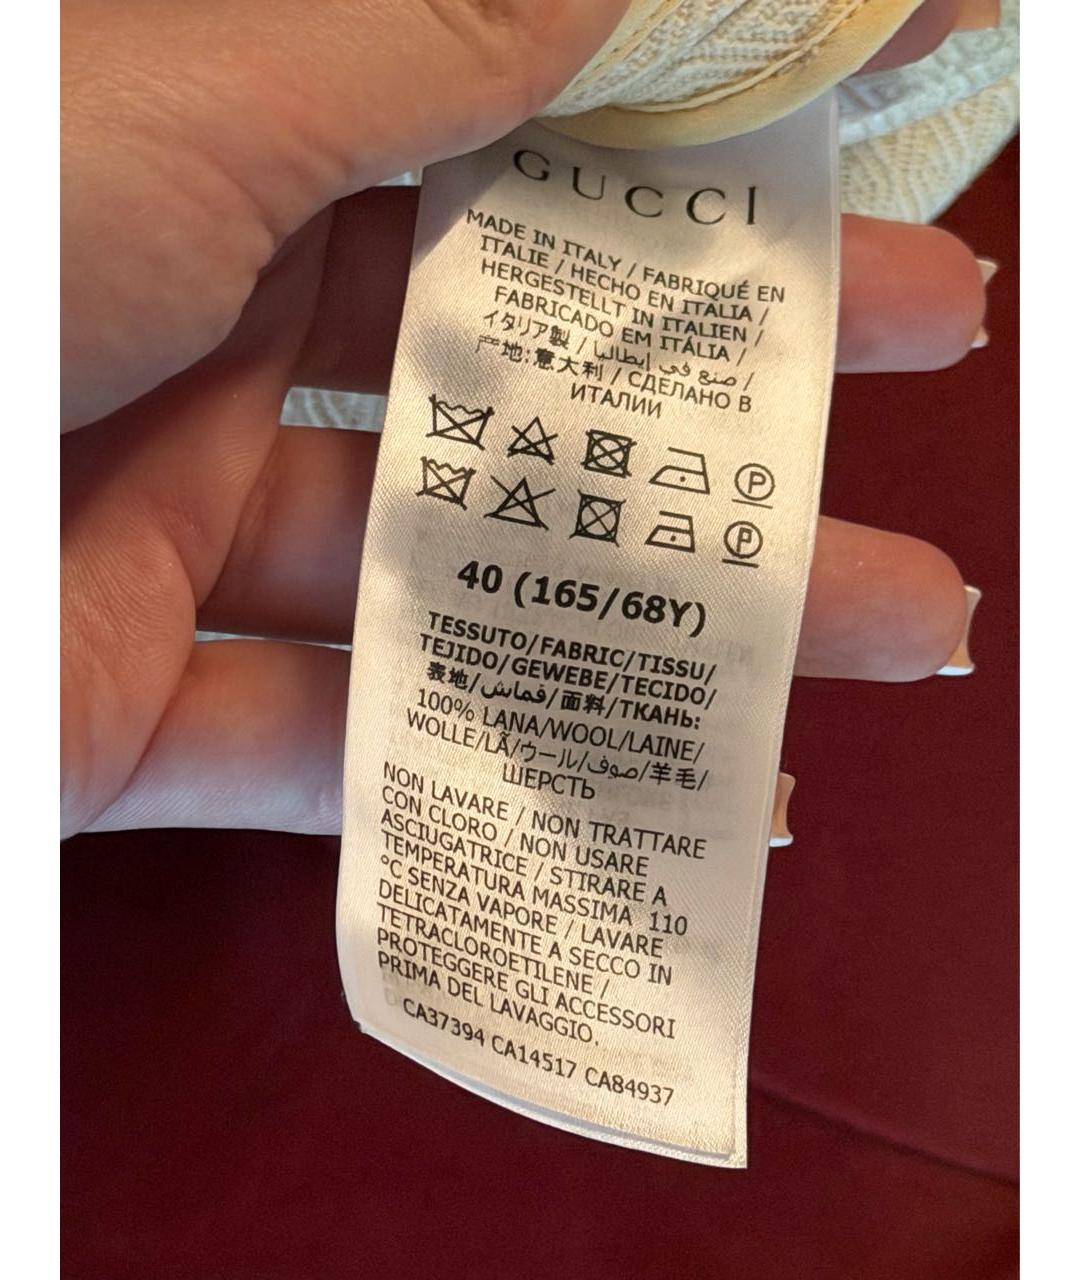 GUCCI
MADE IN ITALY / FABRIQUÉ EN
ITALIE / HECHO EN ITALIA /
HERGESTELLT IN ITALIEN /
FABRICADO EM ITÁLIA /
イタリア製 / صنع في إيطاليا /
产地:意大利 / СДЕЛАНО В
ИТАЛИИ
P
P
40 (165/68Y)
TESSUTO/FABRIC/TISSU/
TEJIDO/GEWEBE/TECIDO/
表地/قماش/面料/ТКАНЬ:
100% LANA/WOOL/LAINE/
WOLLE/LÃ/ウール/صوف/羊毛/
ШЕРСТЬ
NON LAVARE / NON TRATTARE
CON CLORO / NON USARE
ASCIUGATRICE / STIRARE A
TEMPERATURA MASSIMA 110
°C SENZA VAPORE / LAVARE
DELICATAMENTE A SECCO IN
TETRACLOROETILENE /
PROTEGGERE GLI ACCESSORI
PRIMA DEL LAVAGGIO.
CA37394 CA14517 CA84937